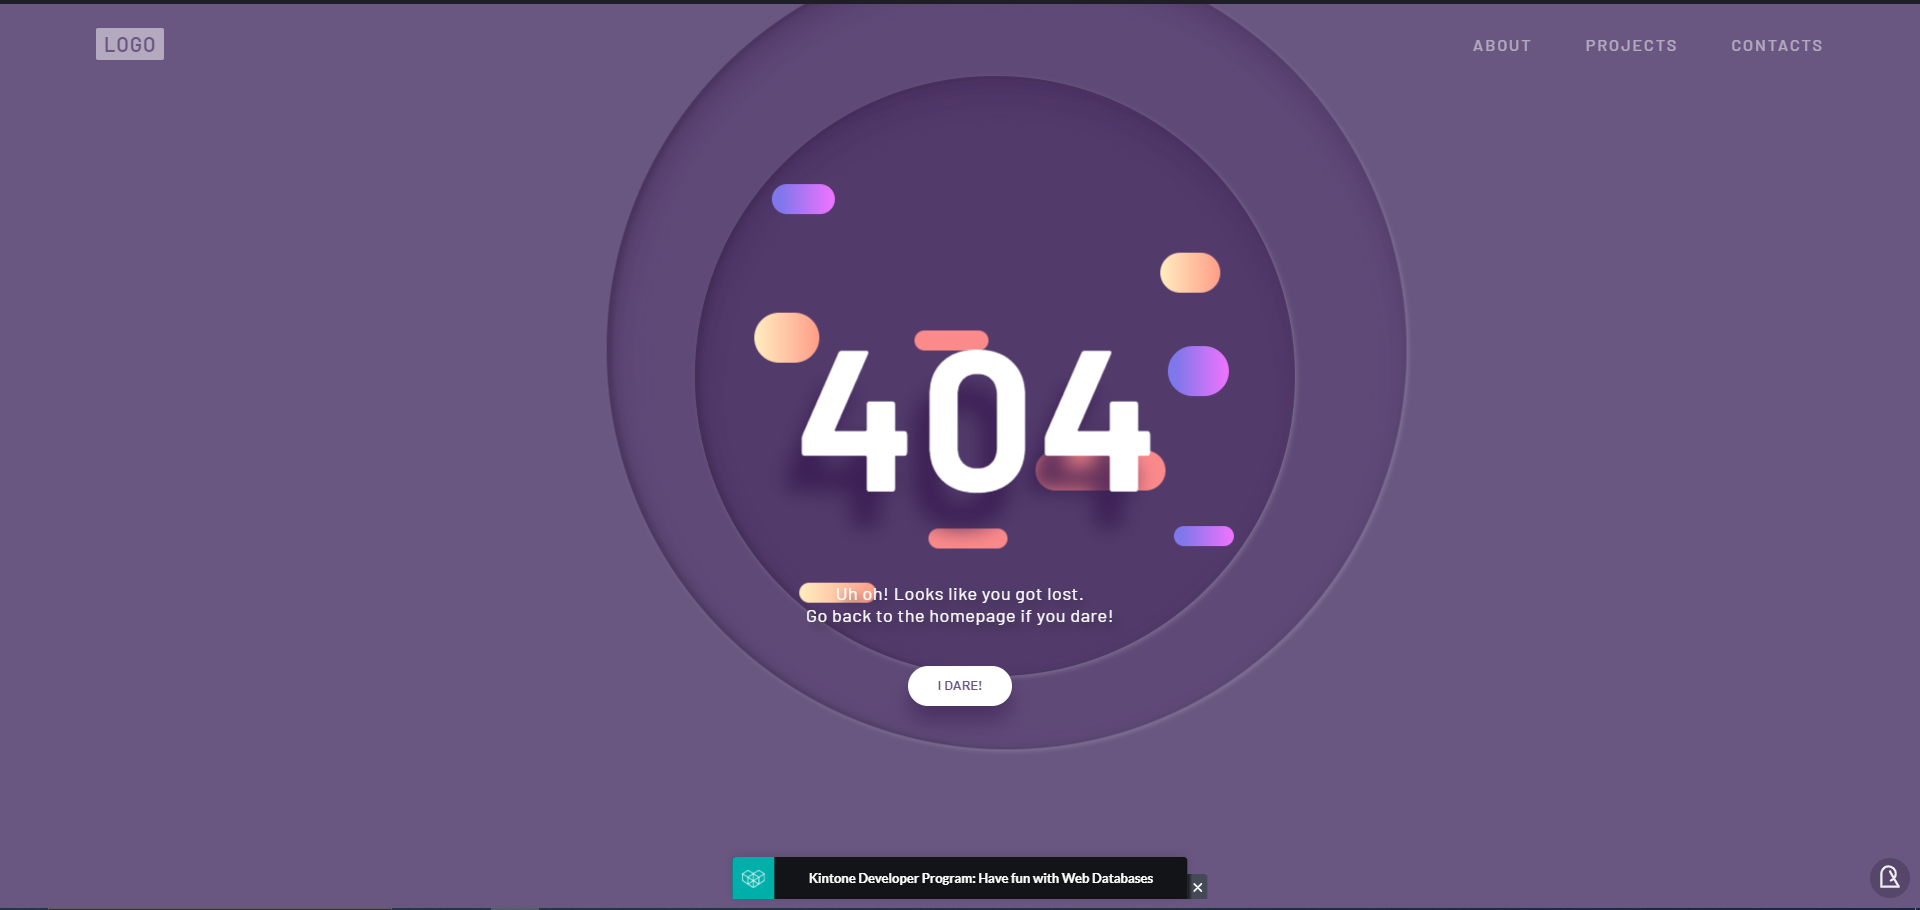 LOGO
ABOUT PROJECTS CONTACTS
404
Uh oh! Looks like you got lost.
Go back to the homepage if you dare!
I DARE!
Kintone Developer Program: Have fun with Web Databases